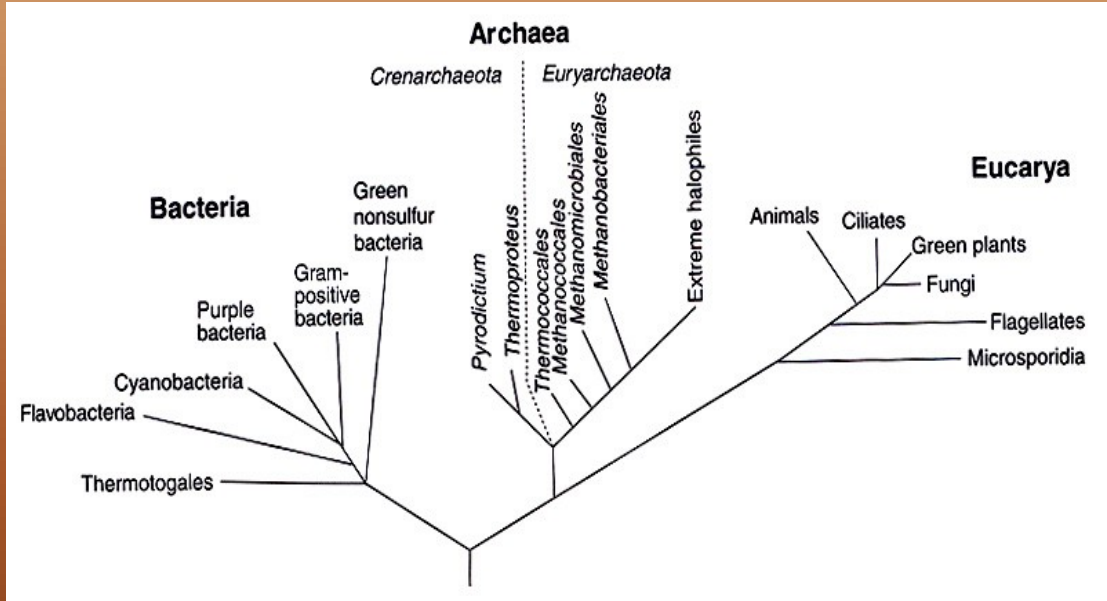 Archaea
Crenarchaeota
Euryarchaeota
Bacteria
Green
nonsulfur
bacteria
Gram-
positive
bacteria
Purple
bacteria
Cyanobacteria
Flavobacteria
Thermotogales
Pyrodictium
Thermoproteus
Thermococcales
Methanococcales
Methanomicrobiales
Methanobacteriales
Extreme halophiles
Eucarya
Animals
Ciliates
Green plants
Fungi
Flagellates
Microsporidia